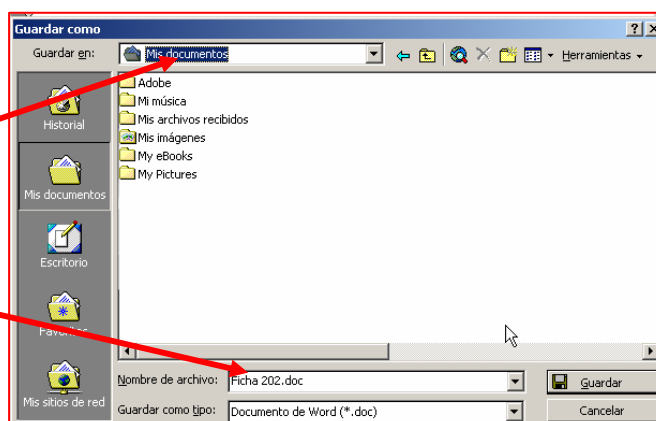 Guardar como
Guardar en: Mis documentos Herramientas
Historial
Mis documentos
Escritorio
Favoritos
Mis sitios de red
Adobe
Mi música
Mis archivos recibidos
Mis imágenes
My eBooks
My Pictures
Nombre de archivo: Ficha 202.doc Guardar
Guardar como tipo: Documento de Word (*.doc) Cancelar